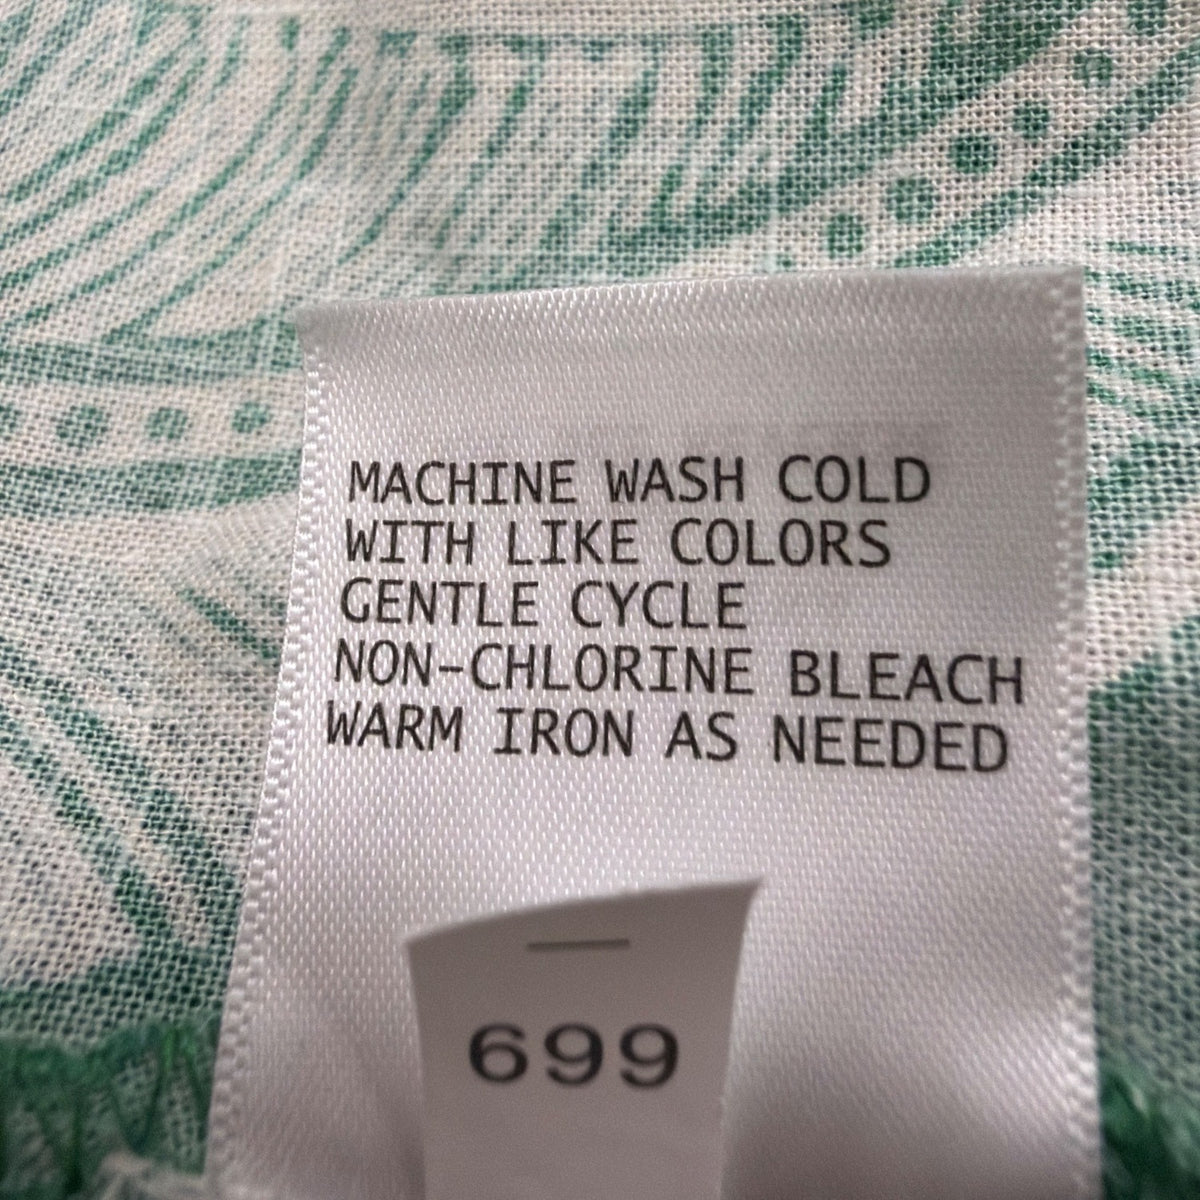 MACHINE WASH COLD
WITH LIKE COLORS
GENTLE CYCLE
NON-CHLORINE BLEACH
WARM IRON AS NEEDED
699